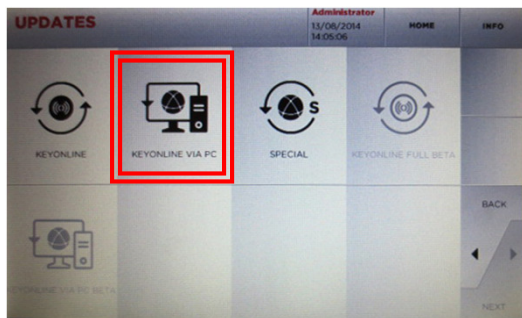 UPDATES
Administrator
13/08/2014
14:05:06
HOME
INFO
KEYONLINE
KEYONLINE VIA PC
S
SPECIAL
KEYONLINE FULL BETA
BACK
KEYONLINE VIA PC BETA
NEXT